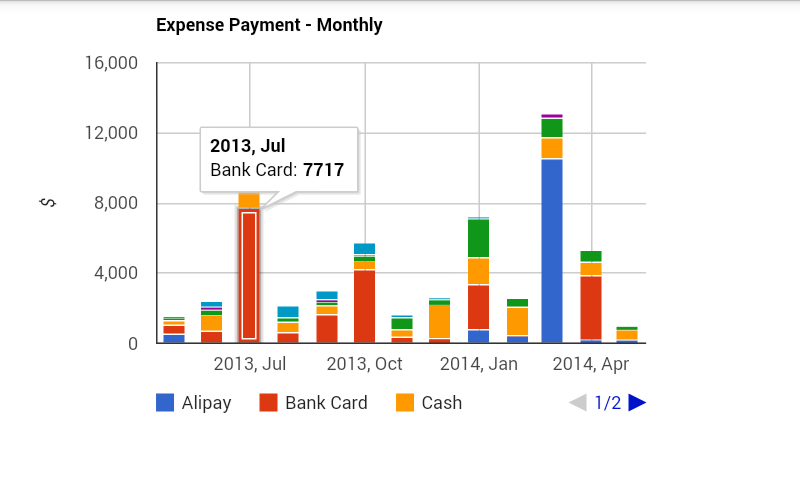 Expense Payment - Monthly
16,000
12,000
2013, Jul
Bank Card: 7717
8,000
$
4,000
0
2013, Jul 2013, Oct 2014, Jan 2014, Apr
Alipay Bank Card Cash 1/2